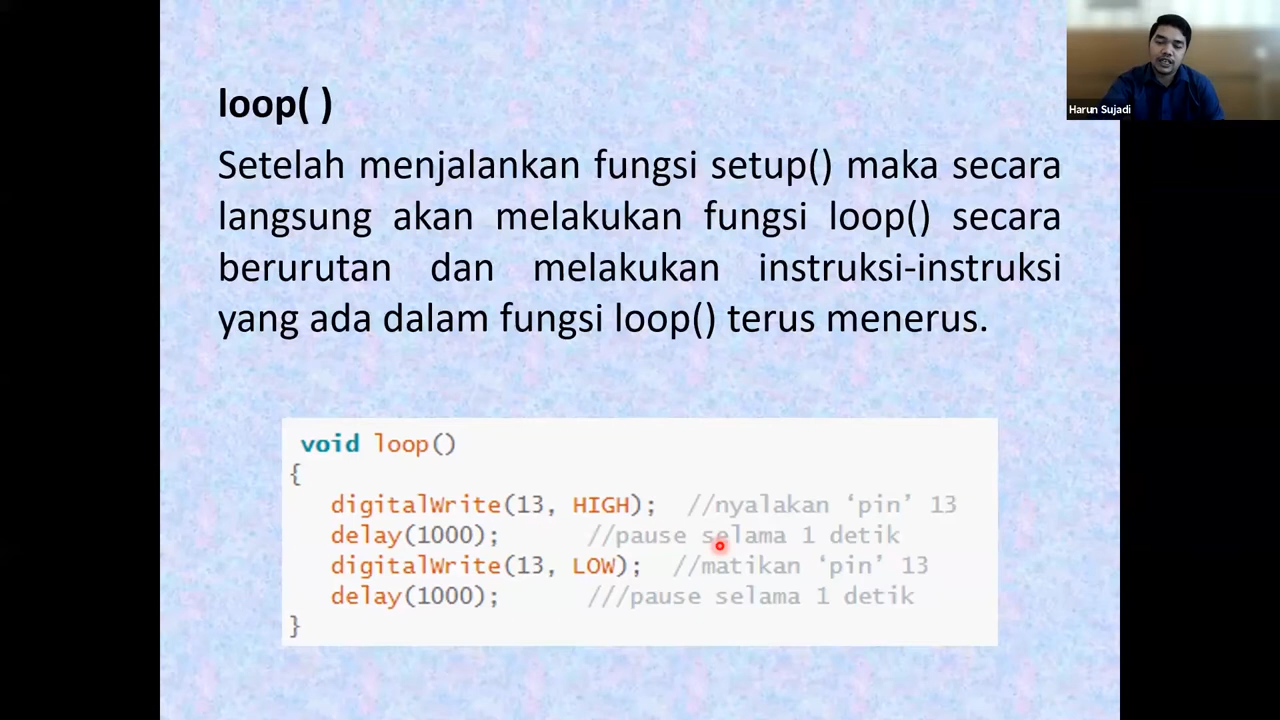 loop( )
Setelah menjalankan fungsi setup() maka secara
langsung akan melakukan fungsi loop() secara
berurutan dan melakukan instruksi-instruksi
yang ada dalam fungsi loop() terus menerus.
void loop()
{
digitalWrite(13, HIGH); //nyalakan ‘pin’ 13
delay(1000); //pause selama 1 detik
digitalWrite(13, LOW); //matikan ‘pin’ 13
delay(1000); ///pause selama 1 detik
}
Harun Sujadi